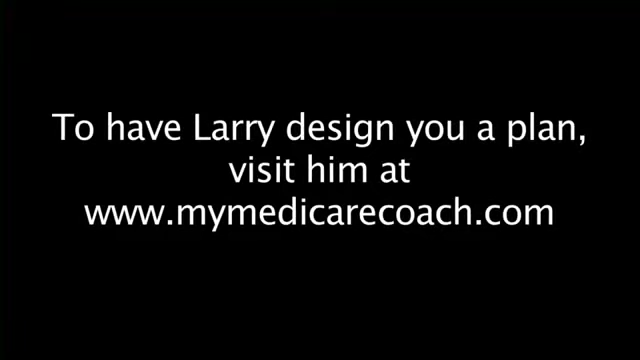 To have Larry design you a plan,
visit him at
www.mymedicarecoach.com